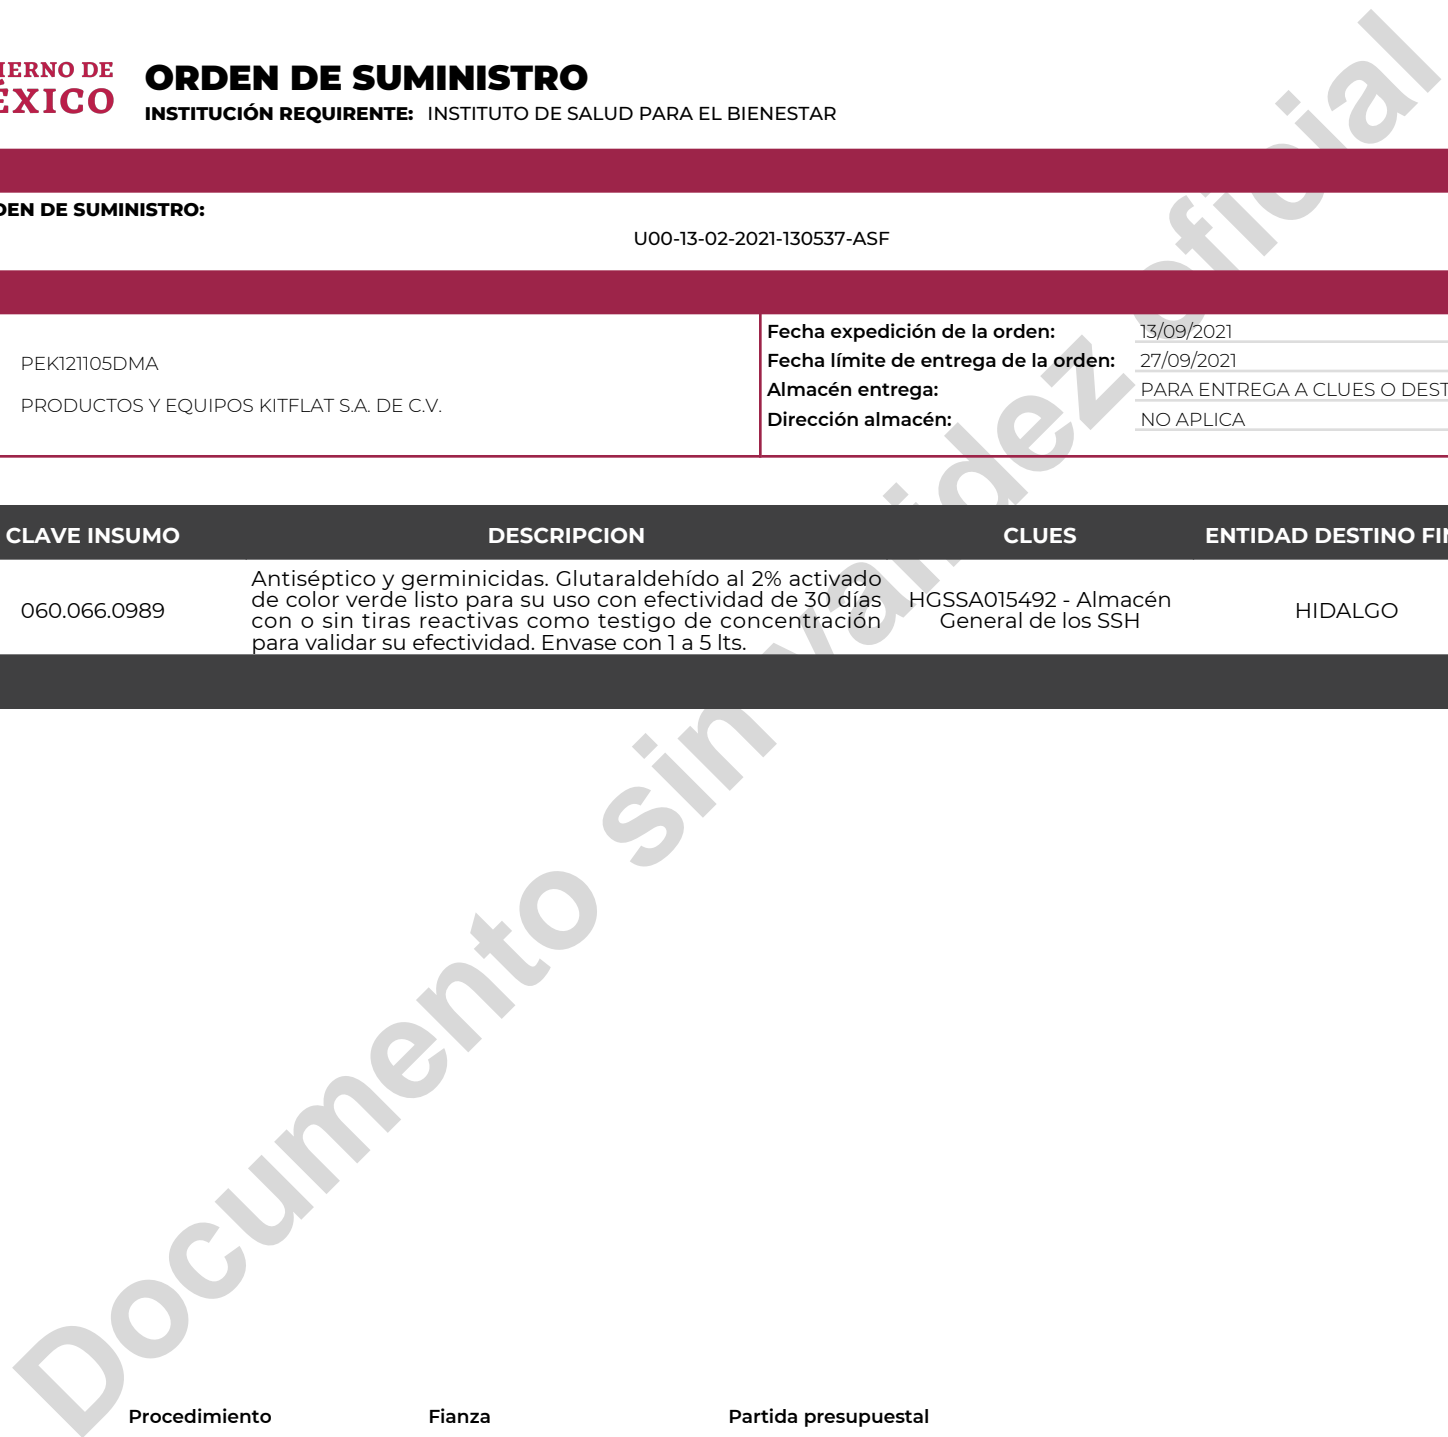 IERNO DE
ÉXICO
ORDEN DE SUMINISTRO
INSTITUCIÓN REQUIRENTE: INSTITUTO DE SALUD PARA EL BIENESTAR
DEN DE SUMINISTRO:
U00-13-02-2021-130537-ASF
PEK121105DMA
PRODUCTOS Y EQUIPOS KITFLAT S.A. DE C.V.
Fecha expedición de la orden: 13/09/2021
Fecha límite de entrega de la orden: 27/09/2021
Almacén entrega: PARA ENTREGA A CLUES O DEST
Dirección almacén: NO APLICA
CLAVE INSUMO DESCRIPCION CLUES ENTIDAD DESTINO FIN
060.066.0989
Antiséptico y germinicidas. Glutaraldehído al 2% activado
de color verde listo para su uso con efectividad de 30 días
con o sin tiras reactivas como testigo de concentración
para validar su efectividad. Envase con 1 a 5 lts.
HGSSA015492 - Almacén
General de los SSH
HIDALGO
Documento sin validez oficial
Procedimiento Fianza Partida presupuestal